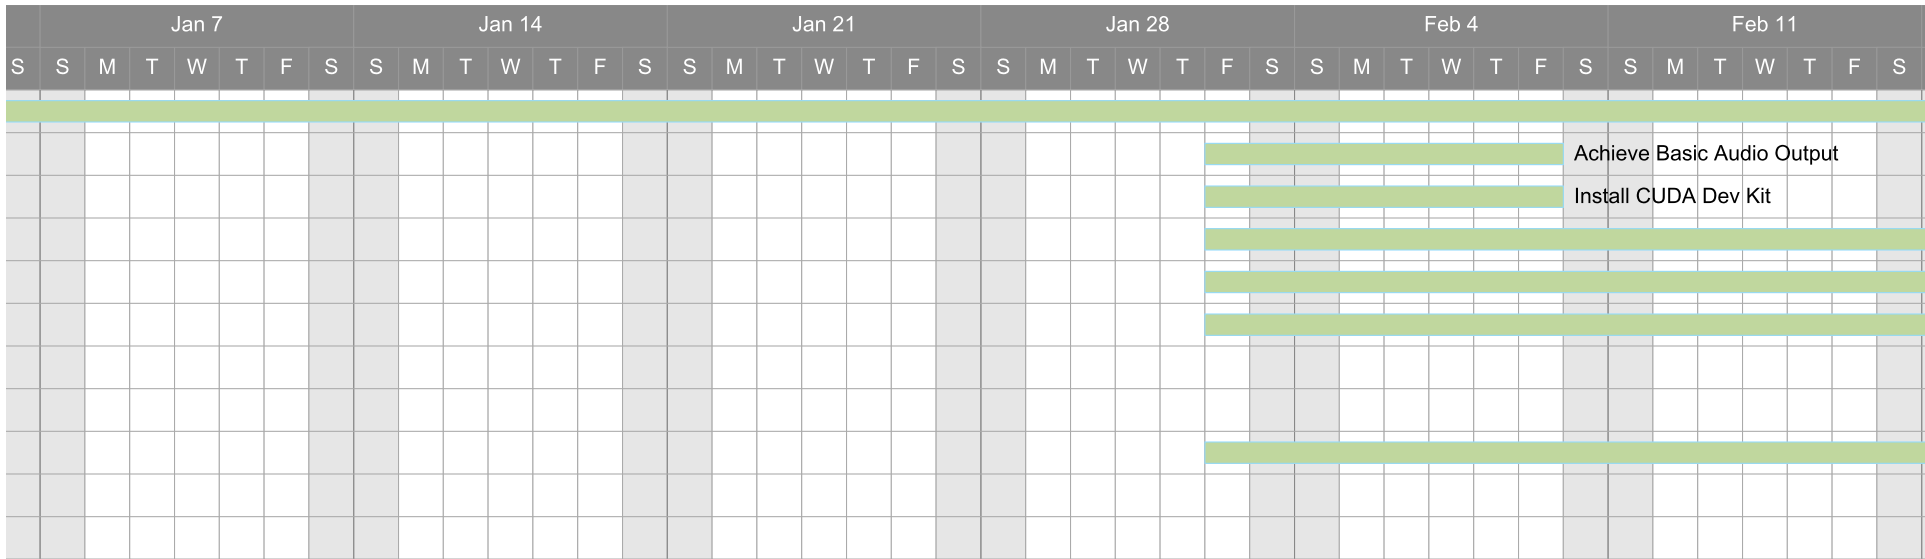 Jan 7 Jan 14 Jan 21 Jan 28 Feb 4 Feb 11
S S M T W T F S S M T W T F S S M T W T F S S M T W T F S S M T W T F S S M T W T F S
Achieve Basic Audio Output
Install CUDA Dev Kit